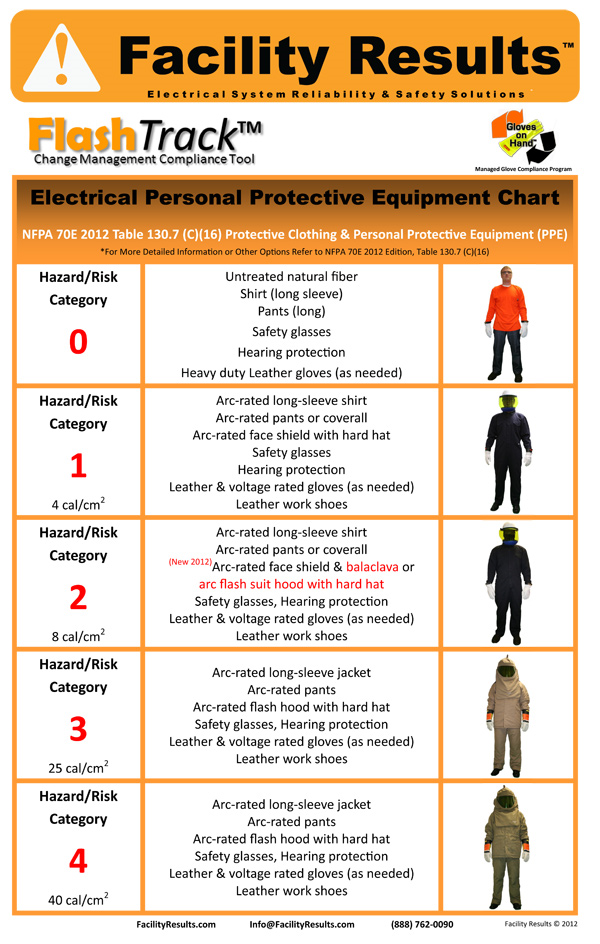 Facility Results™
Electrical System Reliability & Safety Solutions
FlashTrack™
Change Management Compliance Tool
Gloves
on
Hand
Managed Glove Compliance Program
Electrical Personal Protective Equipment Chart
NFPA 70E 2012 Table 130.7 (C)(16) Protective Clothing & Personal Protective Equipment (PPE)
*For More Detailed Information or Other Options Refer to NFPA 70E 2012 Edition, Table 130.7 (C)(16)
Hazard/Risk
Category
0
Untreated natural fiber
Shirt (long sleeve)
Pants (long)
Safety glasses
Hearing protection
Heavy duty Leather gloves (as needed)
Hazard/Risk
Category
1
4 cal/cm²
Arc-rated long-sleeve shirt
Arc-rated pants or coverall
Arc-rated face shield with hard hat
Safety glasses
Hearing protection
Leather & voltage rated gloves (as needed)
Leather work shoes
Hazard/Risk
Category
2
8 cal/cm²
Arc-rated long-sleeve shirt
Arc-rated pants or coverall
(New 2012)Arc-rated face shield & balaclava or
arc flash suit hood with hard hat
Safety glasses, Hearing protection
Leather & voltage rated gloves (as needed)
Leather work shoes
Hazard/Risk
Category
3
25 cal/cm²
Arc-rated long-sleeve jacket
Arc-rated pants
Arc-rated flash hood with hard hat
Safety glasses, Hearing protection
Leather & voltage rated gloves (as needed)
Leather work shoes
Hazard/Risk
Category
4
40 cal/cm²
Arc-rated long-sleeve jacket
Arc-rated pants
Arc-rated flash hood with hard hat
Safety glasses, Hearing protection
Leather & voltage rated gloves (as needed)
Leather work shoes
FacilityResults.com Info@FacilityResults.com (888) 762-0090 Facility Results © 2012